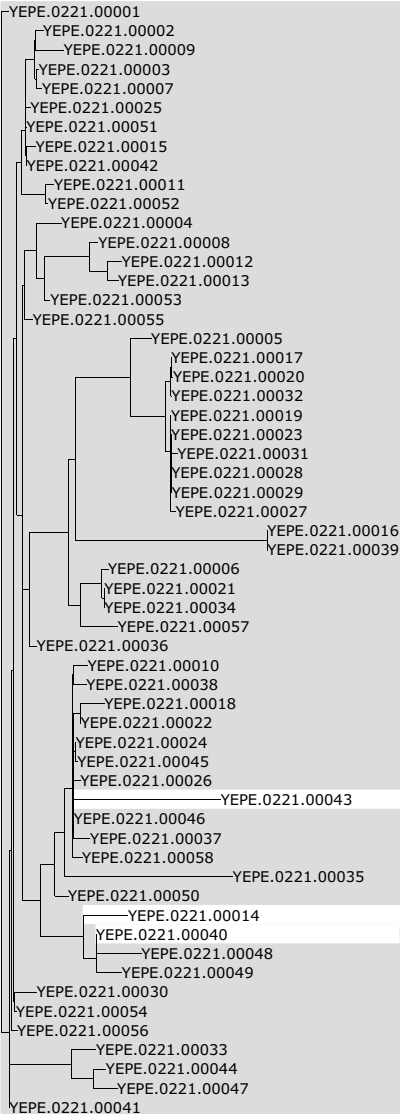 YEPE.0221.00001
YEPE.0221.00002
YEPE.0221.00009
YEPE.0221.00003
YEPE.0221.00007
YEPE.0221.00025
YEPE.0221.00051
YEPE.0221.00015
YEPE.0221.00042
YEPE.0221.00011
YEPE.0221.00052
YEPE.0221.00004
YEPE.0221.00008
YEPE.0221.00012
YEPE.0221.00013
YEPE.0221.00053
YEPE.0221.00055
YEPE.0221.00005
YEPE.0221.00017
YEPE.0221.00020
YEPE.0221.00032
YEPE.0221.00019
YEPE.0221.00023
YEPE.0221.00031
YEPE.0221.00028
YEPE.0221.00029
YEPE.0221.00027
YEPE.0221.00016
YEPE.0221.00039
YEPE.0221.00006
YEPE.0221.00021
YEPE.0221.00034
YEPE.0221.00057
YEPE.0221.00036
YEPE.0221.00010
YEPE.0221.00038
YEPE.0221.00018
YEPE.0221.00022
YEPE.0221.00024
YEPE.0221.00045
YEPE.0221.00026
YEPE.0221.00043
YEPE.0221.00046
YEPE.0221.00037
YEPE.0221.00058
YEPE.0221.00035
YEPE.0221.00050
YEPE.0221.00014
YEPE.0221.00040
YEPE.0221.00048
YEPE.0221.00049
YEPE.0221.00030
YEPE.0221.00054
YEPE.0221.00056
YEPE.0221.00033
YEPE.0221.00044
YEPE.0221.00047
YEPE.0221.00041